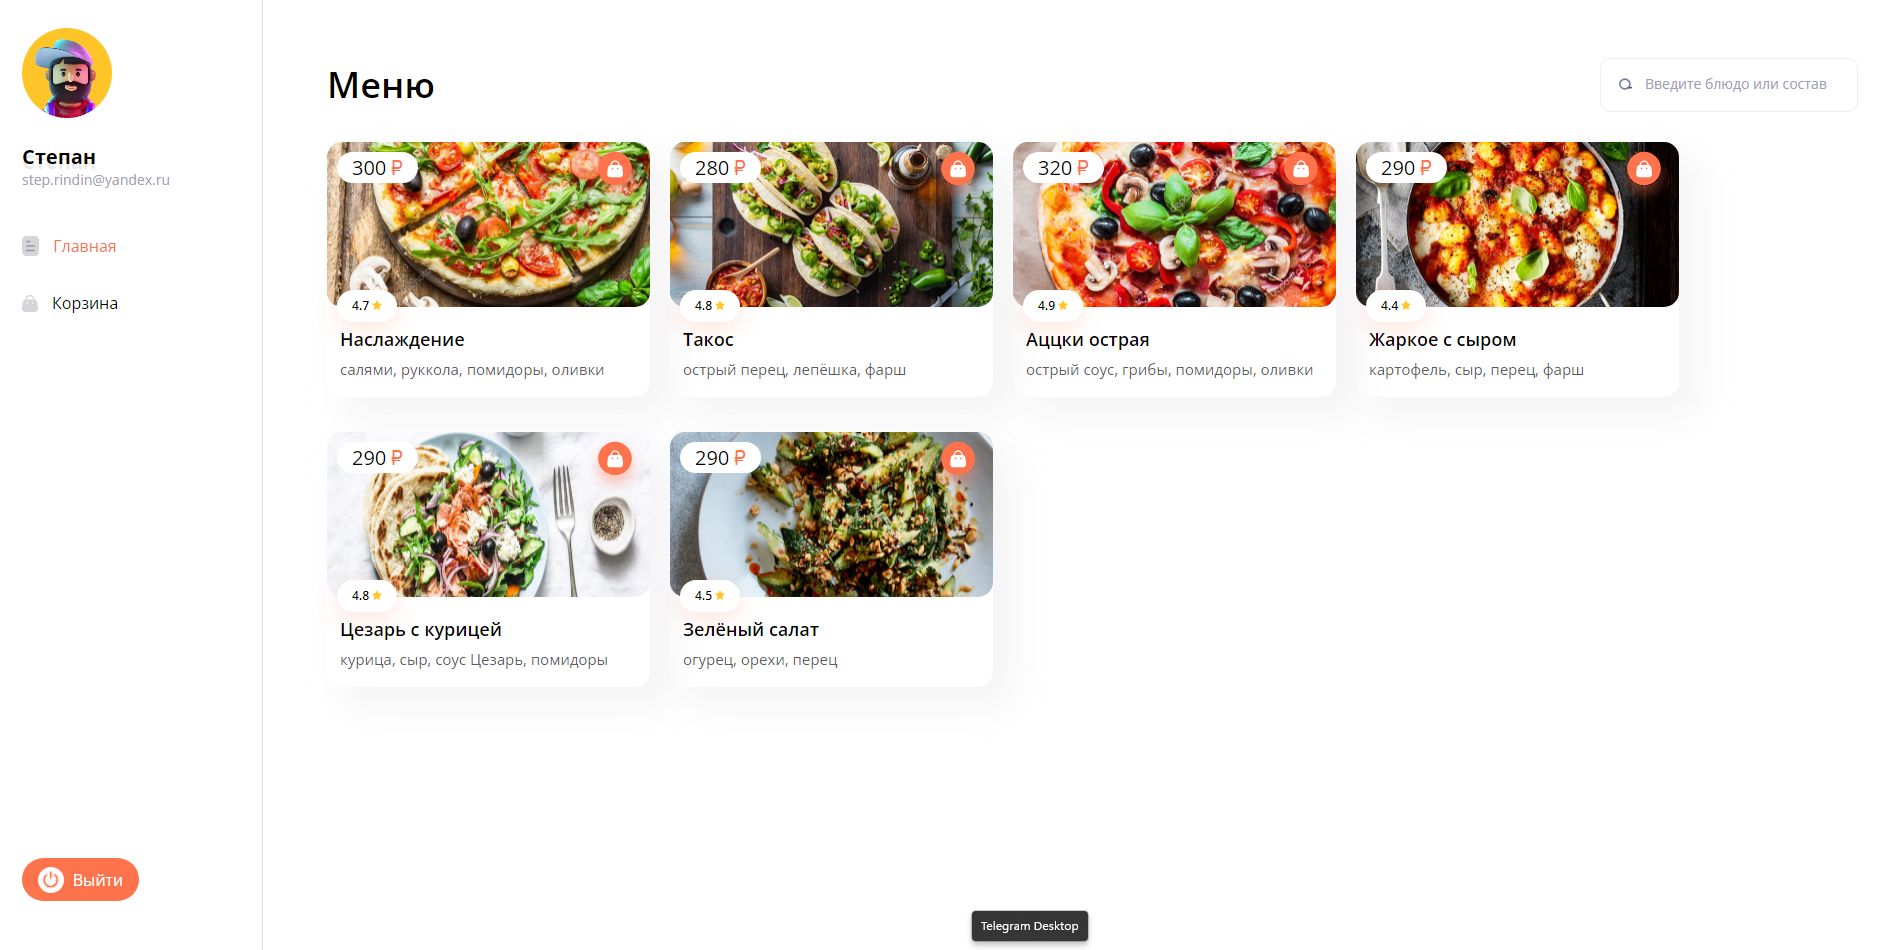 Степан
step.rindin@yandex.ru
Главная
Корзина
Выйти
Меню
Введите блюдо или состав
300 ₽
4.7
Наслаждение
салями, руккола, помидоры, оливки
280 ₽
4.8
Такос
острый перец, лепёшка, фарш
320 ₽
4.9
Аццки острая
острый соус, грибы, помидоры, оливки
290 ₽
4.4
Жаркое с сыром
картофель, сыр, перец, фарш
290 ₽
4.8
Цезарь с курицей
курица, сыр, соус Цезарь, помидоры
290 ₽
4.5
Зелёный салат
огурец, орехи, перец
Telegram Desktop